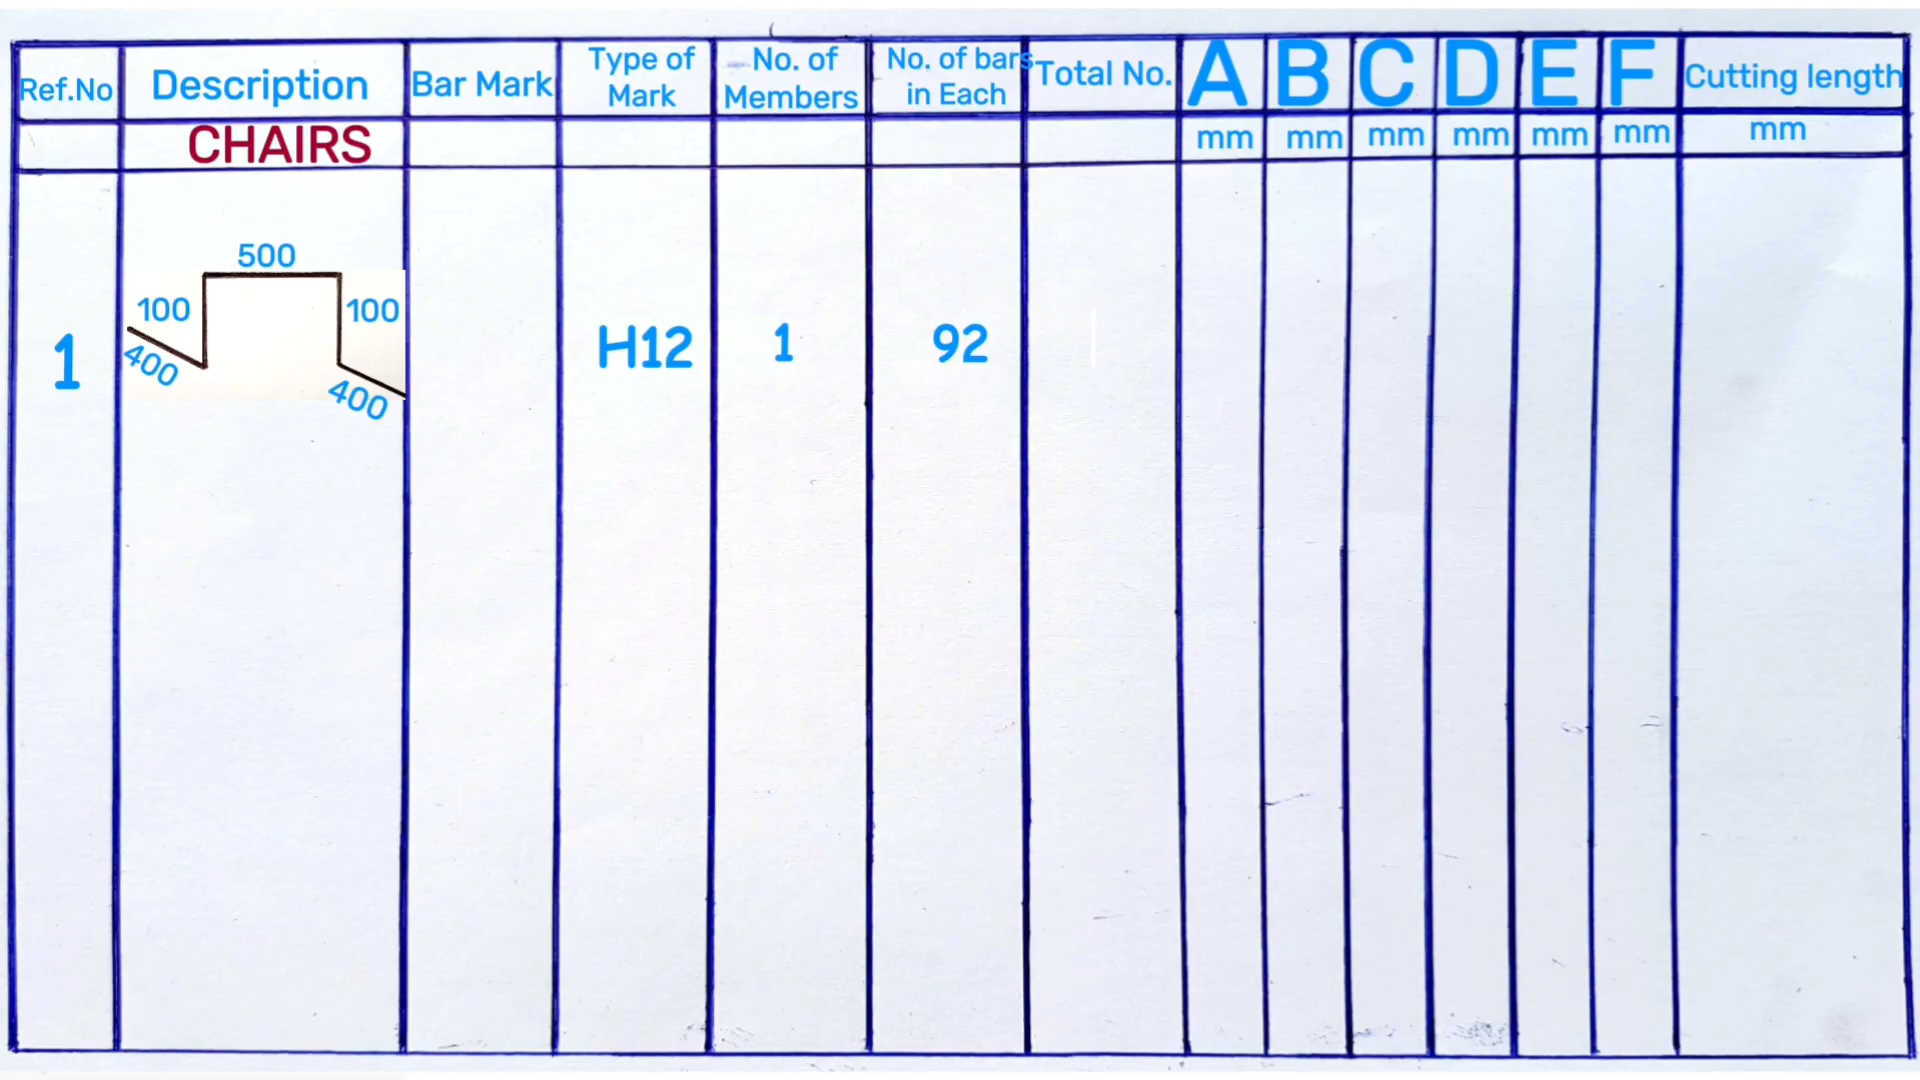 Ref.No Description Bar Mark Type of Mark No. of Members No. of bars in Each Total No. A B C D E F Cutting length
CHAIRS mm mm mm mm mm mm mm
500
100 100
1 400 H12 1 92
400